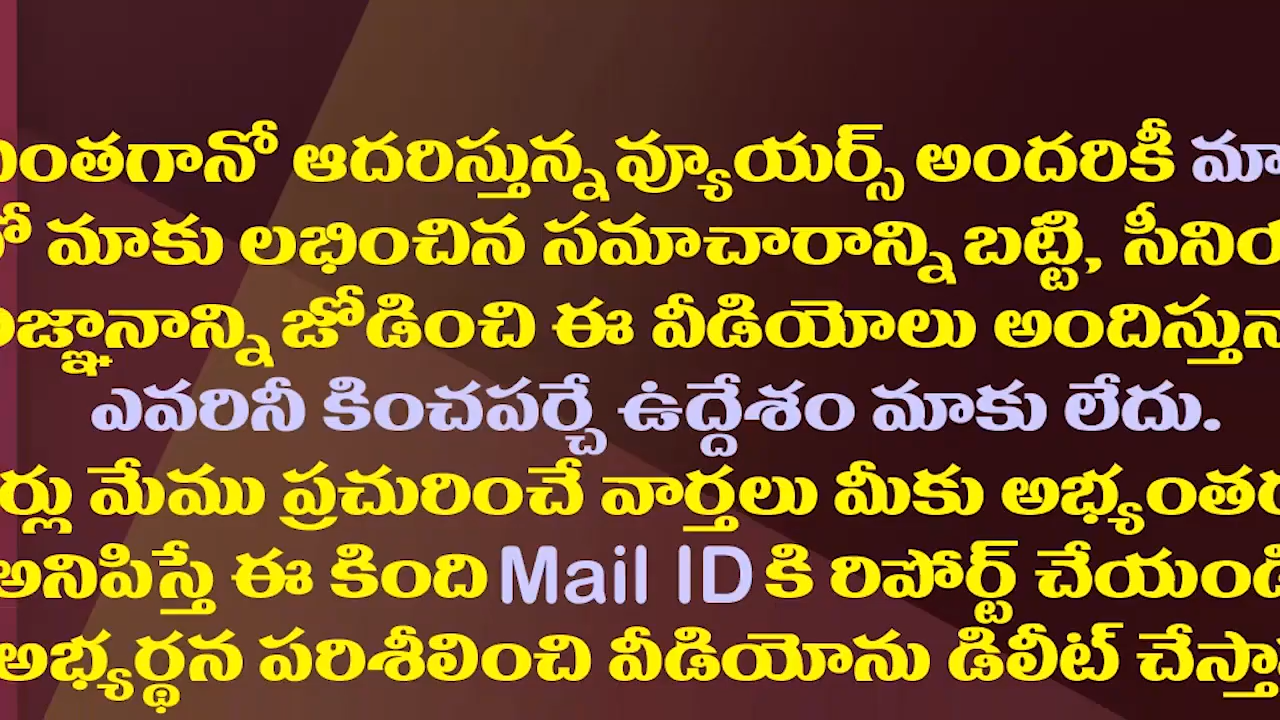 ఎంతగానో ఆదరిస్తున్న వ్యూయర్స్ అందరికీ మా
మాకు లభించిన సమాచారాన్ని బట్టి, సీనియ
జ్ఞానాన్ని జోడించి ఈ వీడియోలు అందిస్తున
ఎవరినీ కించపర్చే ఉద్దేశం మాకు లేదు.
ర్లు మేము ప్రచురించే వార్తలు మీకు అభ్యంతర
అనిపిస్తే ఈ కింది Mail ID కి రిపోర్ట్ చేయండి
అభ్యర్థన పరిశీలించి వీడియోను డిలీట్ చేస్తా